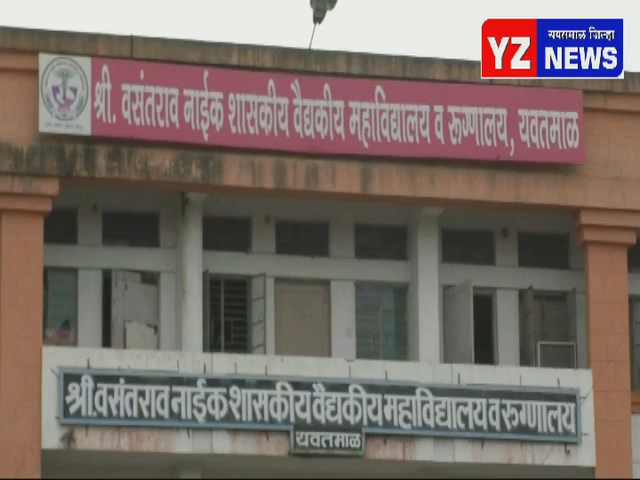 यवतमाळ जिल्हा
YZ NEWS
श्री. वसंतराव नाईक शासकीय वैद्यकीय महाविद्यालय व रूग्णालय, यवतमाळ
श्री.वसंतराव नाईक शासकीय वैद्यकीय महाविद्यालय व रुग्णालय
यवतमाळ